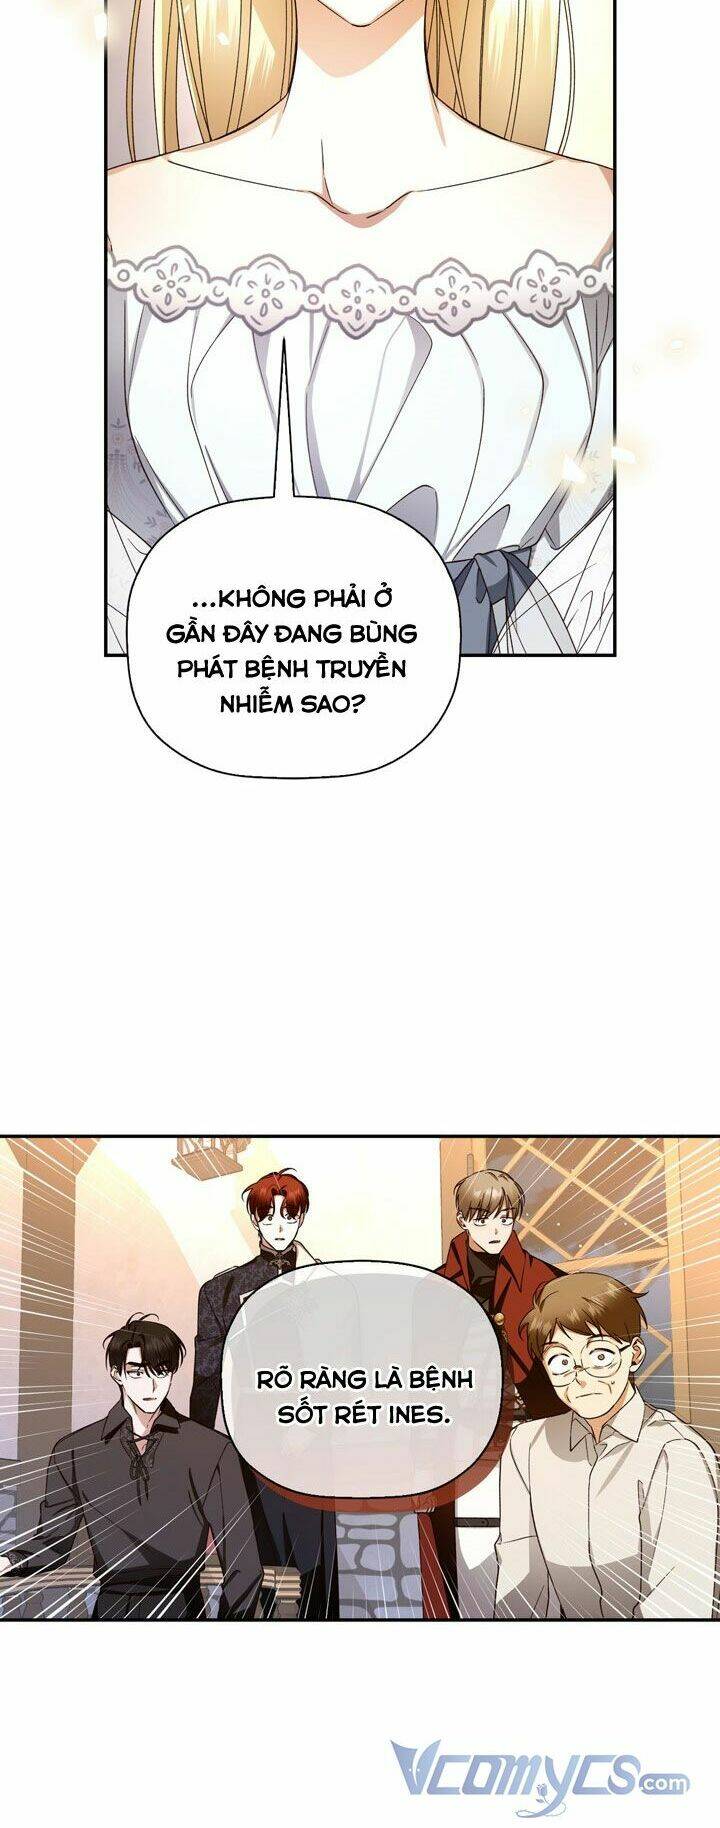 ...KHÔNG PHẢI Ở
GẦN ĐÂY ĐANG BÙNG
PHÁT BỆNH TRUYỀN
NHIỄM SAO?
RÕ RÀNG LÀ BỆNH
SỐT RÉT INES.
VCOMYCS.com